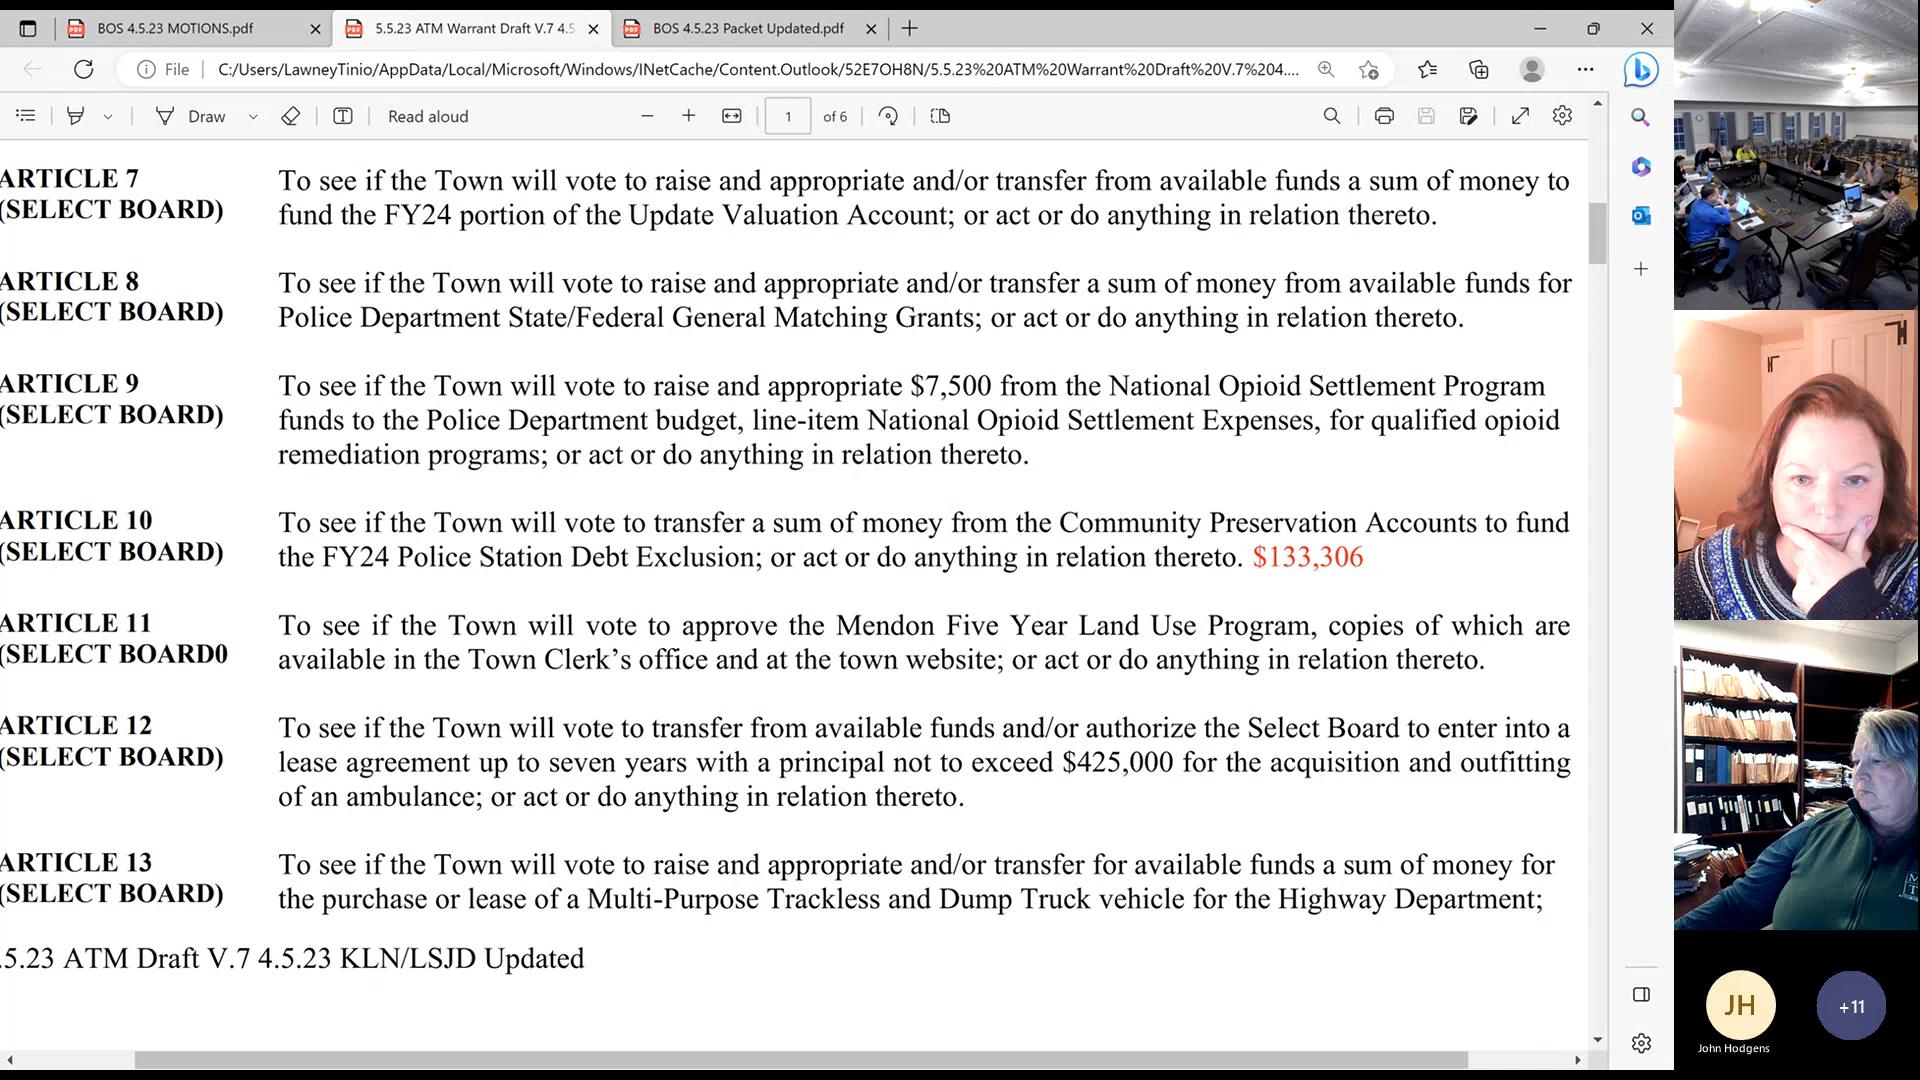 BOS 4.5.23 MOTIONS.pdf
5.5.23 ATM Warrant Draft V.7 4.5
BOS 4.5.23 Packet Updated.pdf
File
C:/Users/LawneyTinio/AppData/Local/Microsoft/Windows/INetCache/Content.Outlook/52E7OH8N/5.5.23%20ATM%20Warrant%20Draft%20V.7%204....
Draw
Read aloud
1
of 6
ARTICLE 7
(SELECT BOARD)
To see if the Town will vote to raise and appropriate and/or transfer from available funds a sum of money to
fund the FY24 portion of the Update Valuation Account; or act or do anything in relation thereto.
ARTICLE 8
(SELECT BOARD)
To see if the Town will vote to raise and appropriate and/or transfer a sum of money from available funds for
Police Department State/Federal General Matching Grants; or act or do anything in relation thereto.
ARTICLE 9
(SELECT BOARD)
To see if the Town will vote to raise and appropriate $7,500 from the National Opioid Settlement Program
funds to the Police Department budget, line-item National Opioid Settlement Expenses, for qualified opioid
remediation programs; or act or do anything in relation thereto.
ARTICLE 10
(SELECT BOARD)
To see if the Town will vote to transfer a sum of money from the Community Preservation Accounts to fund
the FY24 Police Station Debt Exclusion; or act or do anything in relation thereto. $133,306
ARTICLE 11
(SELECT BOARD0
To see if the Town will vote to approve the Mendon Five Year Land Use Program, copies of which are
available in the Town Clerk's office and at the town website; or act or do anything in relation thereto.
ARTICLE 12
(SELECT BOARD)
To see if the Town will vote to transfer from available funds and/or authorize the Select Board to enter into a
lease agreement up to seven years with a principal not to exceed $425,000 for the acquisition and outfitting
of an ambulance; or act or do anything in relation thereto.
ARTICLE 13
(SELECT BOARD)
To see if the Town will vote to raise and appropriate and/or transfer for available funds a sum of money for
the purchase or lease of a Multi-Purpose Trackless and Dump Truck vehicle for the Highway Department;
.5.23 ATM Draft V.7 4.5.23 KLN/LSJD Updated
JH
+11
John Hodgens